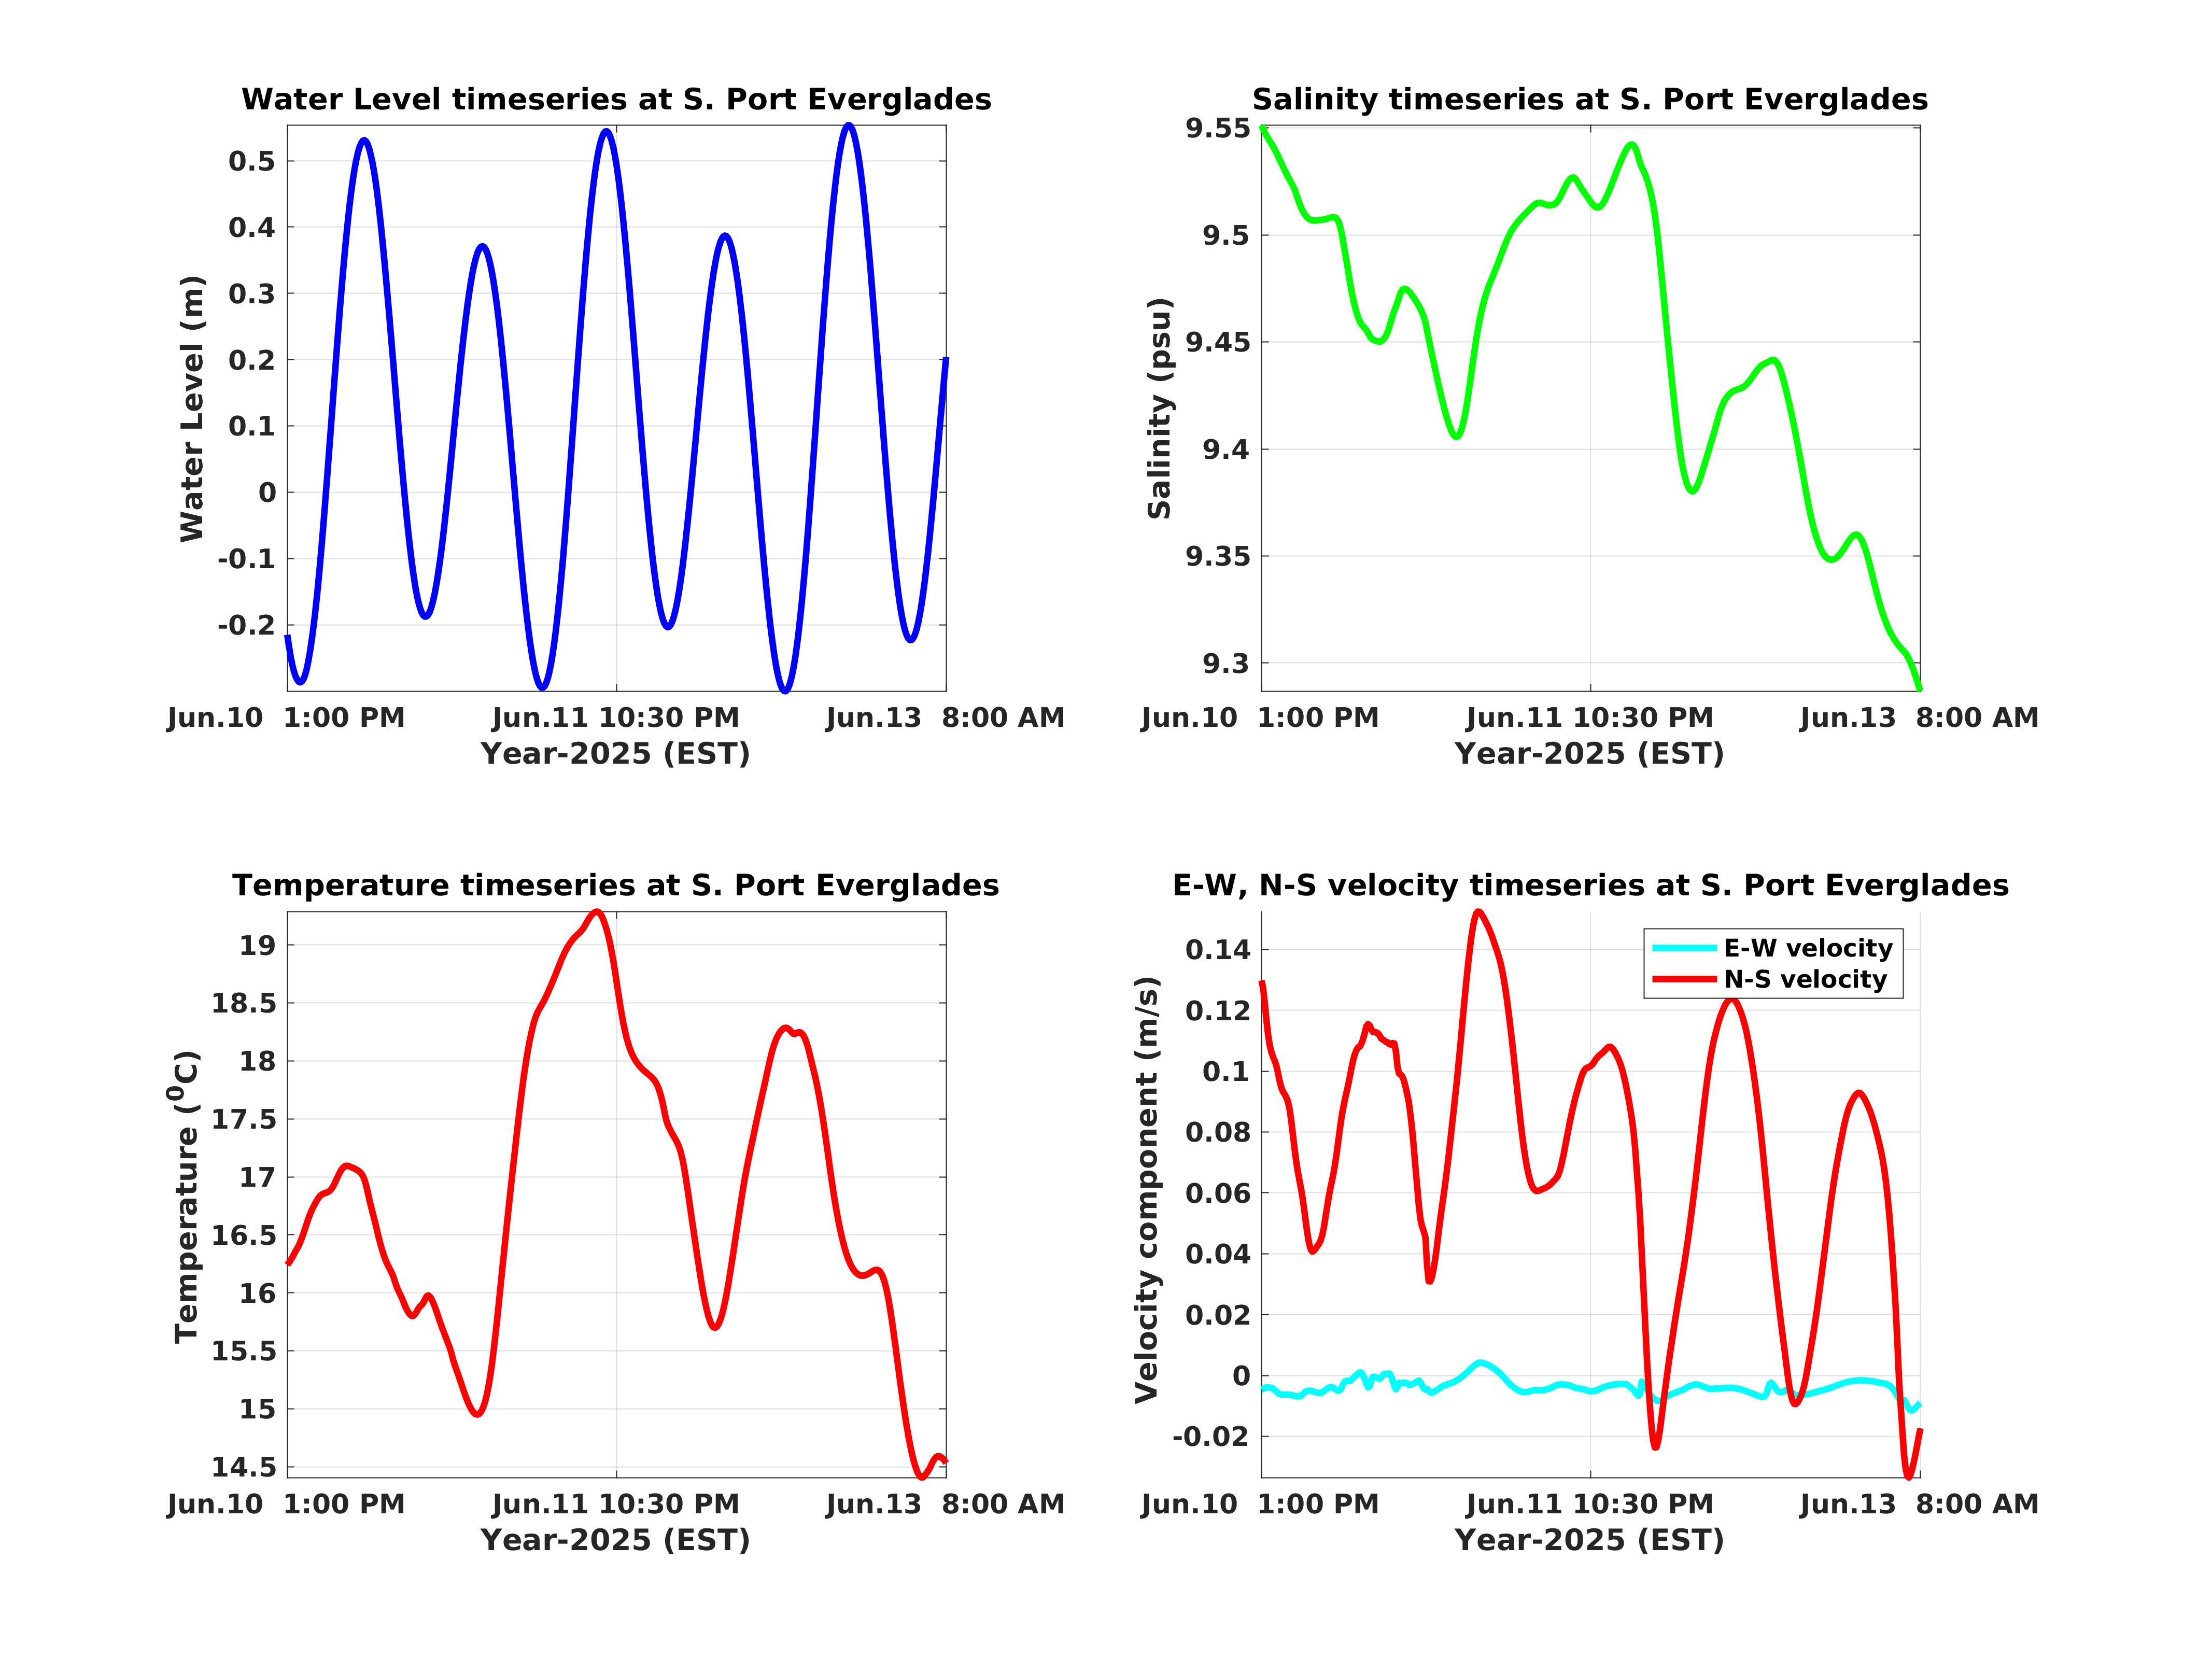 Water Level timeseries at S. Port Everglades
Water Level (m)
0.5
0.4
0.3
0.2
0.1
0
-0.1
-0.2
Jun.10 1:00 PM
Jun.11 10:30 PM
Jun.13 8:00 AM
Year-2025 (EST)
Salinity timeseries at S. Port Everglades
Salinity (psu)
9.55
9.5
9.45
9.4
9.35
9.3
Jun.10 1:00 PM
Jun.11 10:30 PM
Jun.13 8:00 AM
Year-2025 (EST)
Temperature timeseries at S. Port Everglades
Temperature (⁰C)
19
18.5
18
17.5
17
16.5
16
15.5
15
14.5
Jun.10 1:00 PM
Jun.11 10:30 PM
Jun.13 8:00 AM
Year-2025 (EST)
E-W, N-S velocity timeseries at S. Port Everglades
Velocity component (m/s)
E-W velocity
N-S velocity
0.14
0.12
0.1
0.08
0.06
0.04
0.02
0
-0.02
Jun.10 1:00 PM
Jun.11 10:30 PM
Jun.13 8:00 AM
Year-2025 (EST)